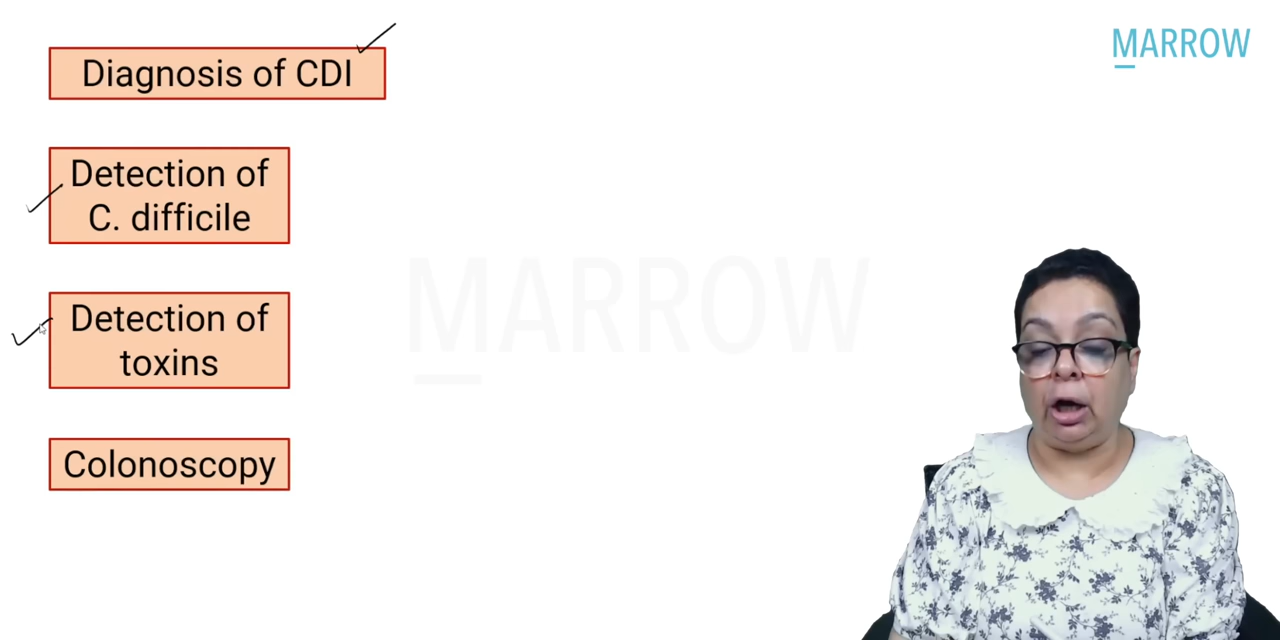 Diagnosis of CDI
MARROW
Detection of
C. difficile
MARROW
Detection of
toxins
Colonoscopy